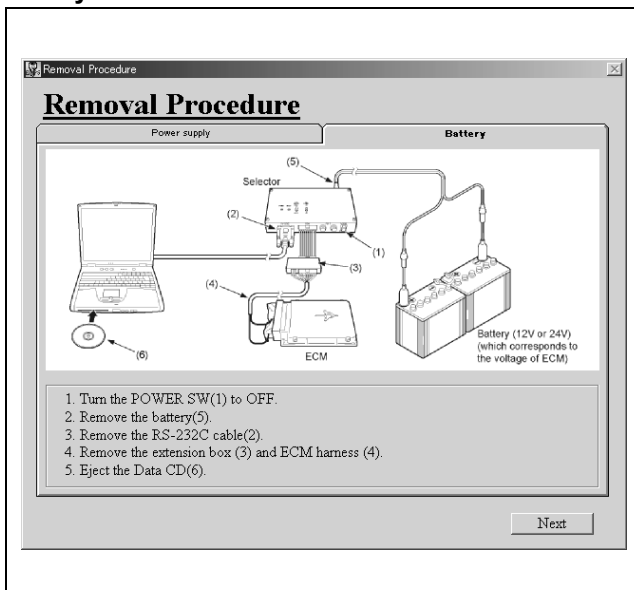 Removal Procedure
Removal Procedure
Power supply
Battery
(5)
Selector
(2)
(1)
(3)
(4)
(6)
ECM
Battery (12V or 24V)
(which corresponds to
the voltage of ECM)
1. Turn the POWER SW(1) to OFF.
2. Remove the battery(5).
3. Remove the RS-232C cable(2).
4. Remove the extension box (3) and ECM harness (4).
5. Eject the Data CD(6).
Next